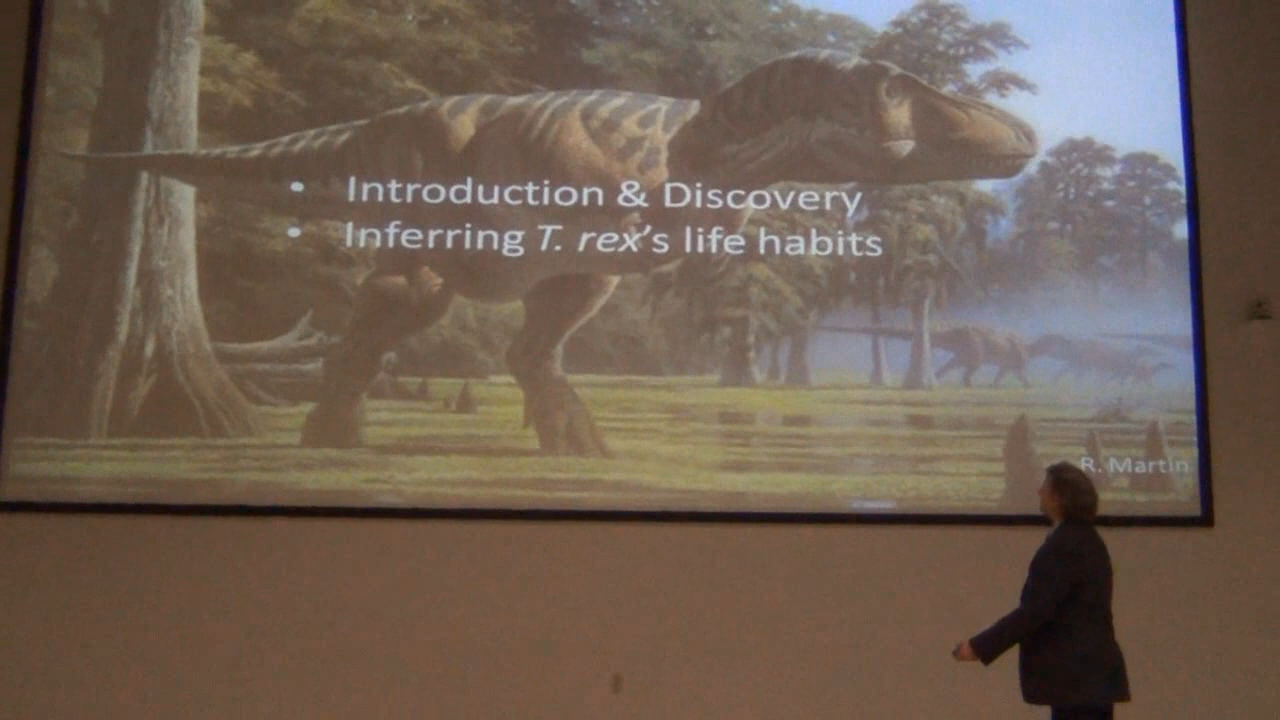 • Introduction & Discovery
• Inferring T. rex's life habits
R. Martin